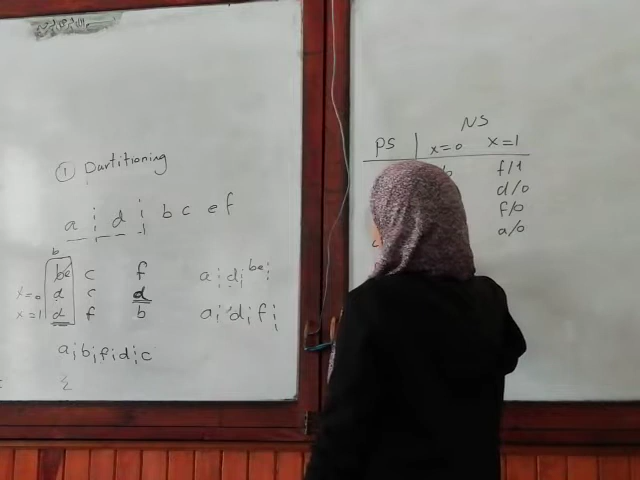 ① Partitioning
a ¦ d ¦ b c e f
b
be c f
x=0 d c d
x=1 d f b
a ¦ d ¦ be ¦
a ¦ d ¦ f ¦
a ¦ b ¦ f ¦ d ¦ c
NS
PS x=0 x=1
b f/1
d/0
f/0
a/0